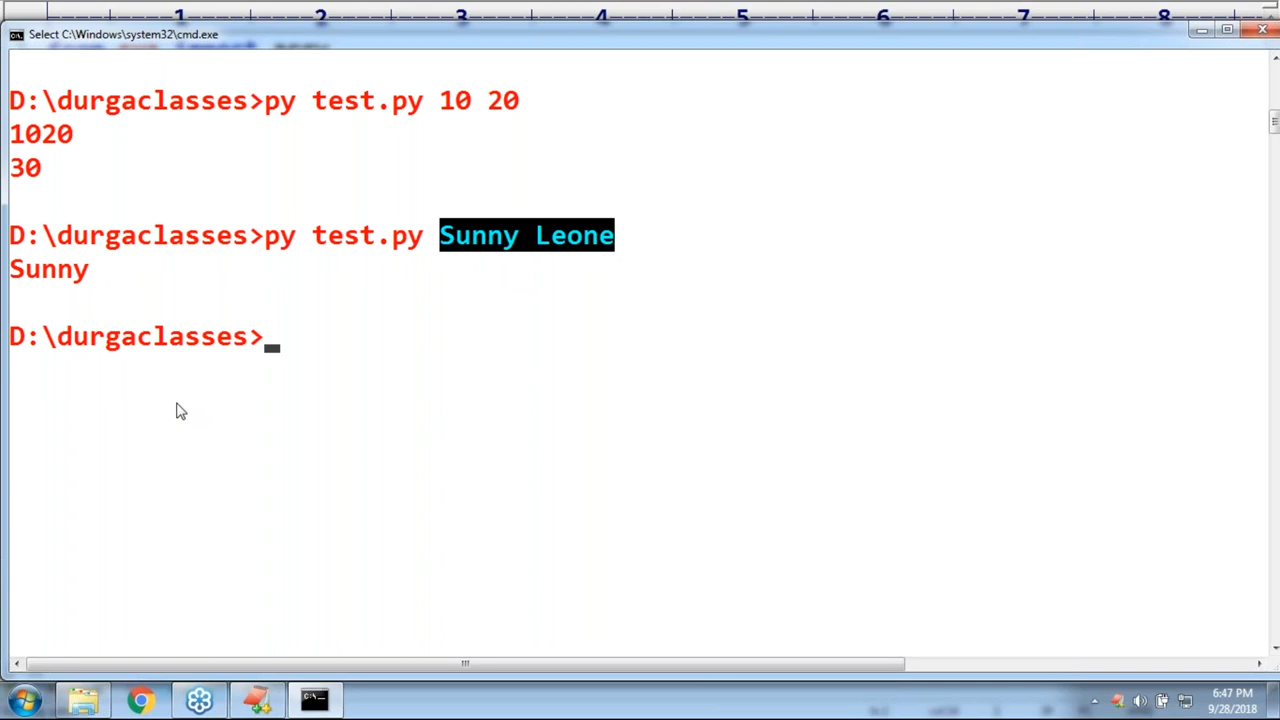 1 2 3 4 5 6 7 8
Select C:\Windows\system32\cmd.exe
D:\durgaclasses>py test.py 10 20
1020
30
D:\durgaclasses>py test.py Sunny Leone
Sunny
D:\durgaclasses>
6:47 PM
9/28/2018